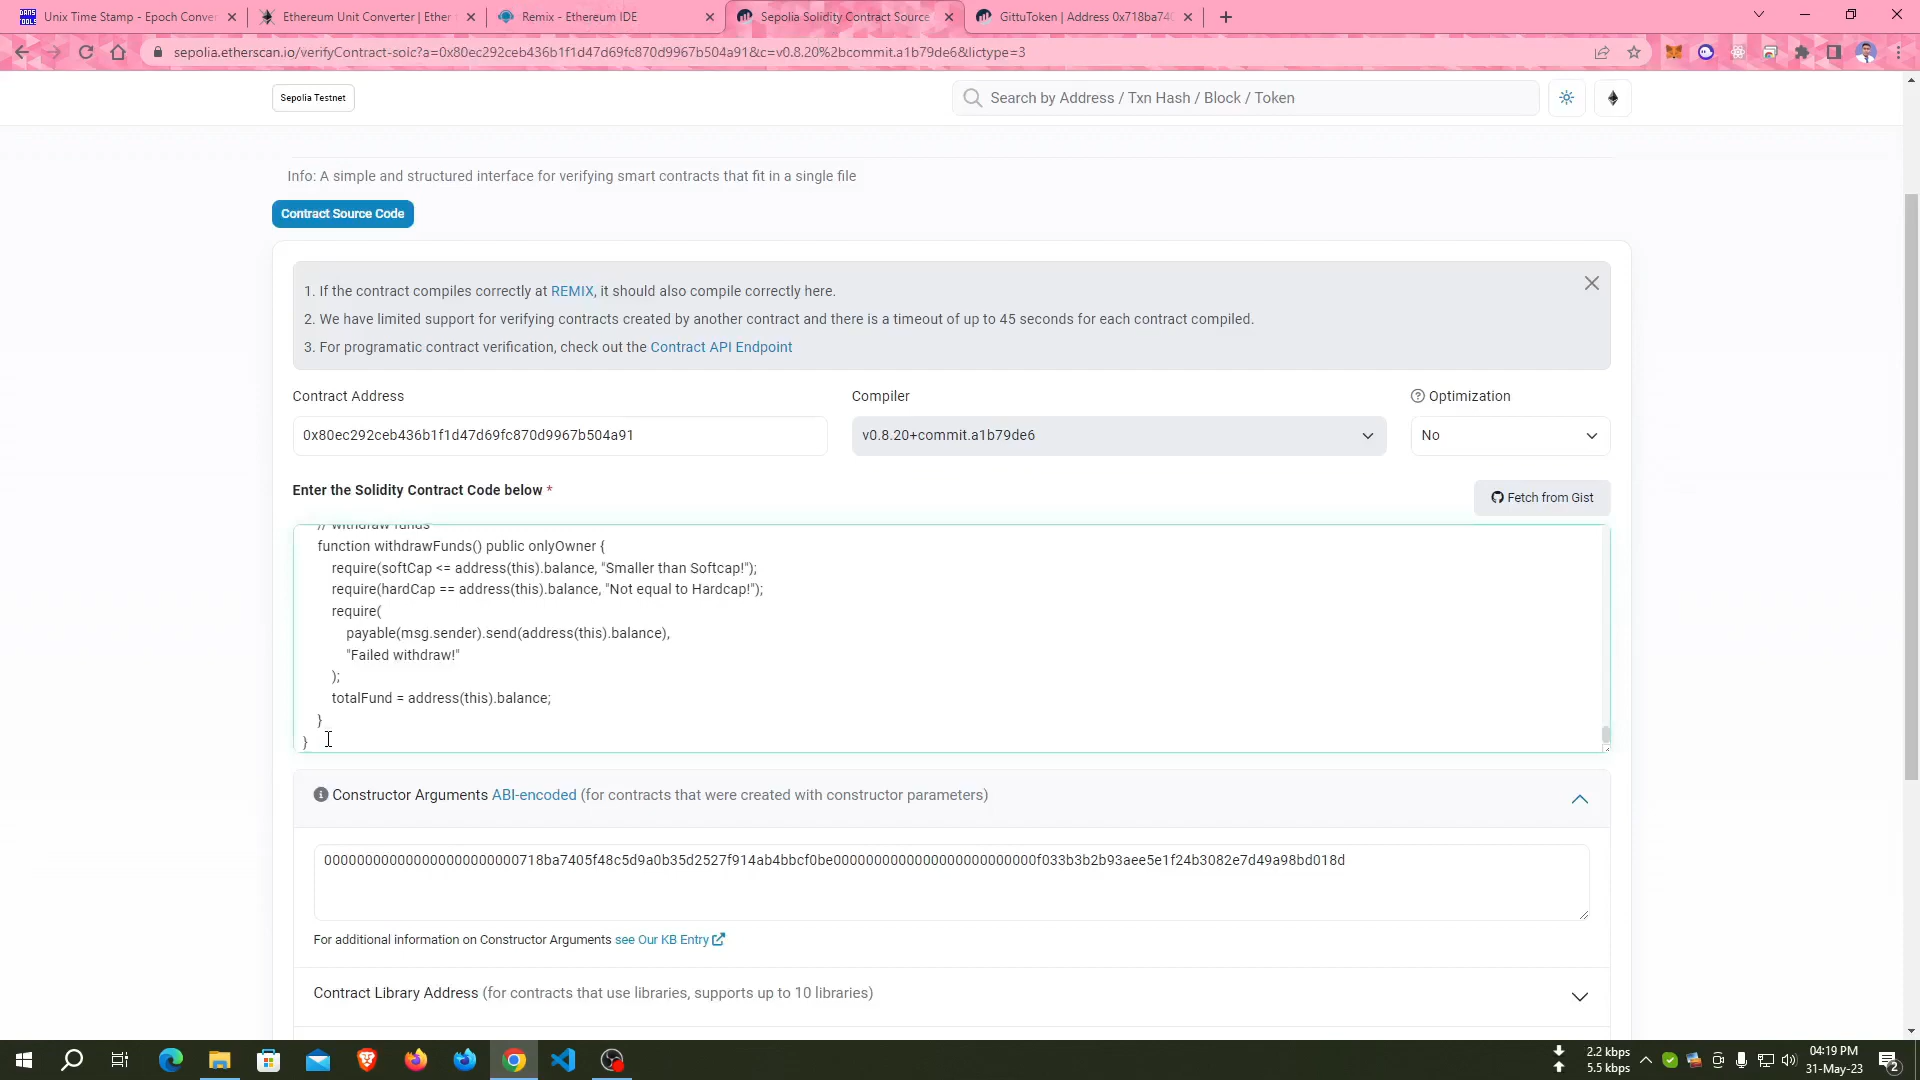 Unix Time Stamp - Epoch Conver
Ethereum Unit Converter | Ether t
Remix - Ethereum IDE
Sepolia Solidity Contract Source
GittuToken | Address 0x718ba740
sepolia.etherscan.io/verifyContract-solc?a=0x80ec292ceb436b1f1d47d69fc870d9967b504a91&c=v0.8.20%2bcommit.a1b79de6&lictype=3
Sepolia Testnet
Search by Address / Txn Hash / Block / Token
Info: A simple and structured interface for verifying smart contracts that fit in a single file
Contract Source Code
1. If the contract compiles correctly at REMIX, it should also compile correctly here.
2. We have limited support for verifying contracts created by another contract and there is a timeout of up to 45 seconds for each contract compiled.
3. For programatic contract verification, check out the Contract API Endpoint
Contract Address
Compiler
Optimization
0x80ec292ceb436b1f1d47d69fc870d9967b504a91
v0.8.20+commit.a1b79de6
No
Enter the Solidity Contract Code below *
Fetch from Gist
// withdraw funds
function withdrawFunds() public onlyOwner {
require(softCap <= address(this).balance, "Smaller than Softcap!");
require(hardCap == address(this).balance, "Not equal to Hardcap!");
require(
payable(msg.sender).send(address(this).balance),
"Failed withdraw!"
);
totalFund = address(this).balance;
}
}
Constructor Arguments ABI-encoded (for contracts that were created with constructor parameters)
000000000000000000000000718ba7405f48c5d9a0b35d2527f914ab4bbcf0be000000000000000000000000f033b3b2b93aee5e1f24b3082e7d49a98bd018d
For additional information on Constructor Arguments see Our KB Entry
Contract Library Address (for contracts that use libraries, supports up to 10 libraries)
2.2 kbps
5.5 kbps
04:19 PM
31-May-23
2